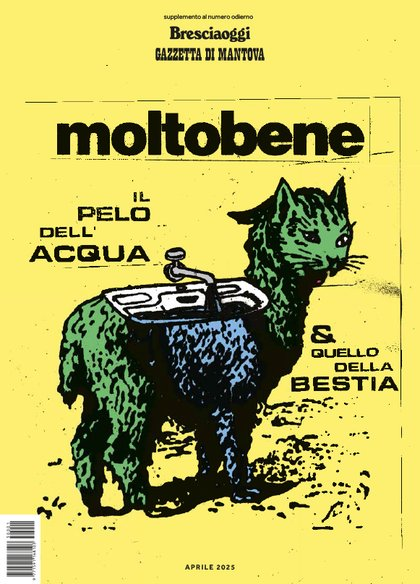 supplemento al numero odierno
Bresciaoggi
GAZZETTA DI MANTOVA
moltobene
IL
PELO
DELL'
ACQUA
&
QUELLO
DELLA
BESTIA
APRILE 2025